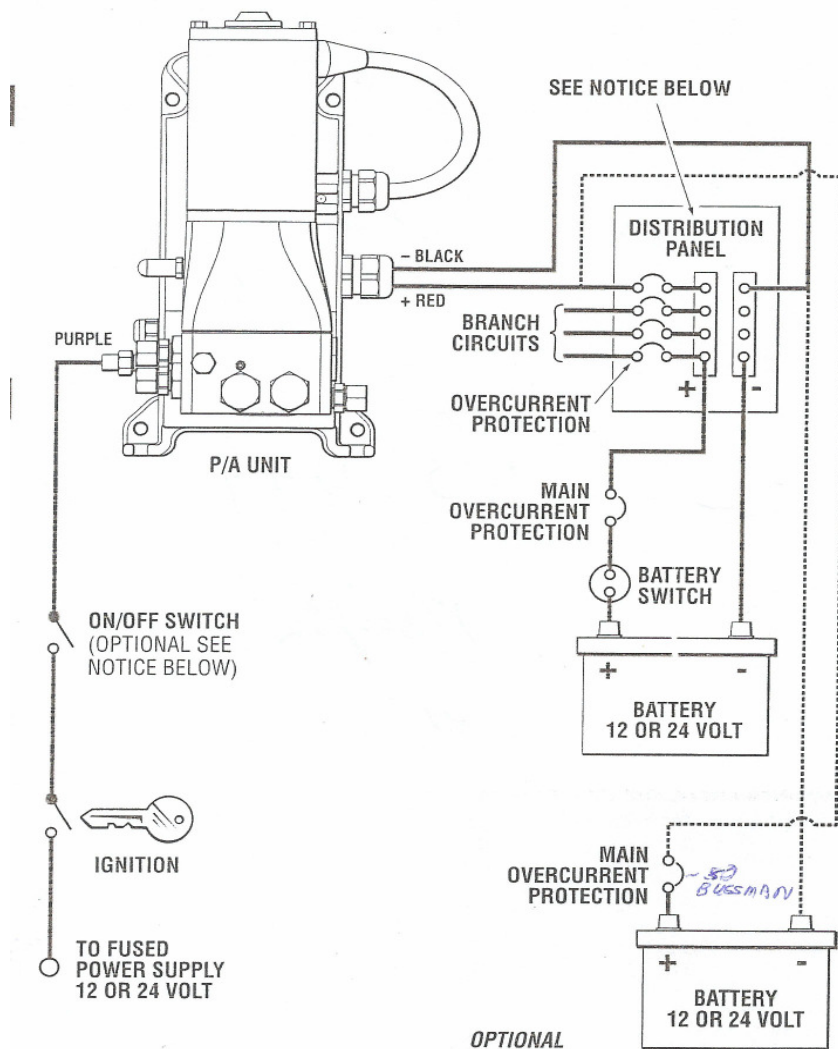 SEE NOTICE BELOW
DISTRIBUTION
PANEL
– BLACK
+ RED
BRANCH
CIRCUITS
PURPLE
+ -
OVERCURRENT
PROTECTION
P/A UNIT
MAIN
OVERCURRENT
PROTECTION
BATTERY
SWITCH
ON/OFF SWITCH
(OPTIONAL SEE
NOTICE BELOW)
+ -
BATTERY
12 OR 24 VOLT
IGNITION
MAIN
OVERCURRENT
PROTECTION
BUSSMAN
TO FUSED
POWER SUPPLY
12 OR 24 VOLT
+ -
BATTERY
12 OR 24 VOLT
OPTIONAL